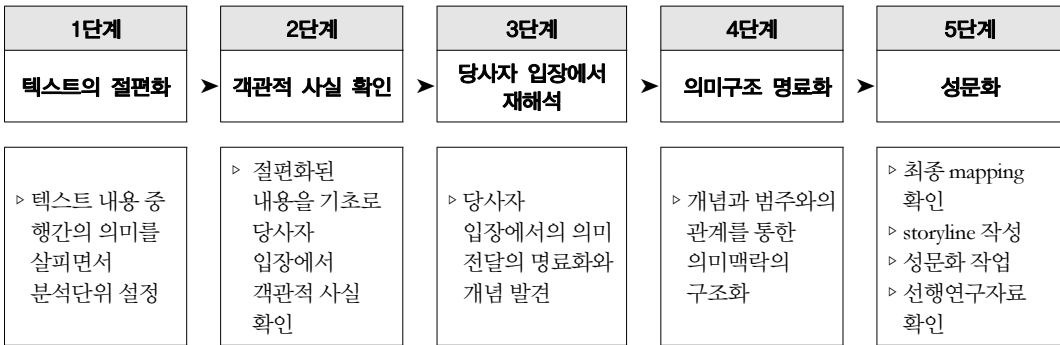 1단계
텍스트의 절편화
➤
2단계
객관적 사실 확인
➤
3단계
당사자 입장에서
재해석
➤
4단계
의미구조 명료화
➤
5단계
성문화
▹ 텍스트 내용 중
행간의 의미를
살피면서
분석단위 설정
▹ 절편화된
내용을 기초로
당사자
입장에서
객관적 사실
확인
▹ 당사자
입장에서의 의미
전달의 명료화와
개념 발견
▹ 개념과 범주와의
관계를 통한
의미맥락의
구조화
▹ 최종 mapping
확인
▹ storyline 작성
▹ 성문화 작업
▹ 선행연구자료
확인